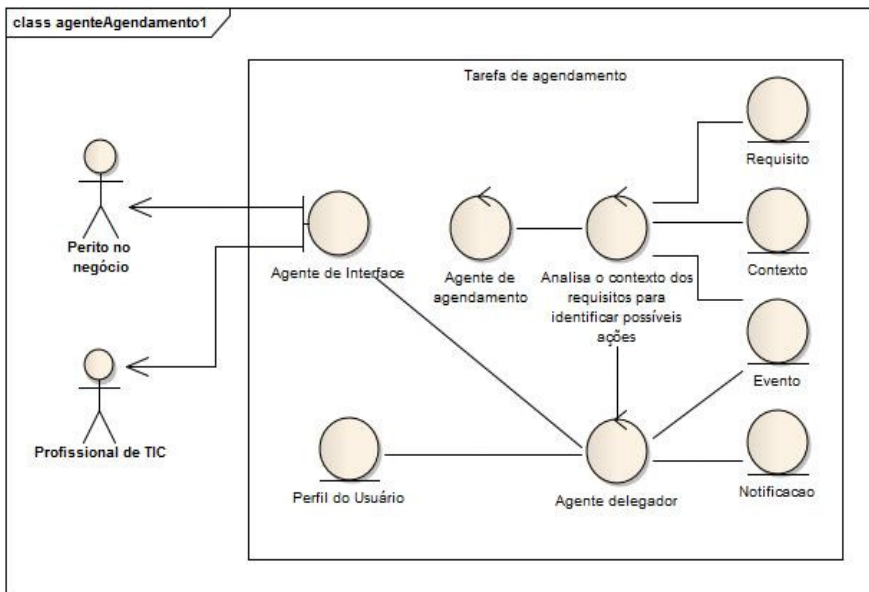 class agenteAgendamento1
Tarefa de agendamento
Requisito
Perito no
negócio
Agente de Interface
Agente de
agendamento
Analisa o contexto dos
requisitos para
identificar possíveis
ações
Contexto
Evento
Profissional de TIC
Perfil do Usuário
Agente delegador
Notificacao